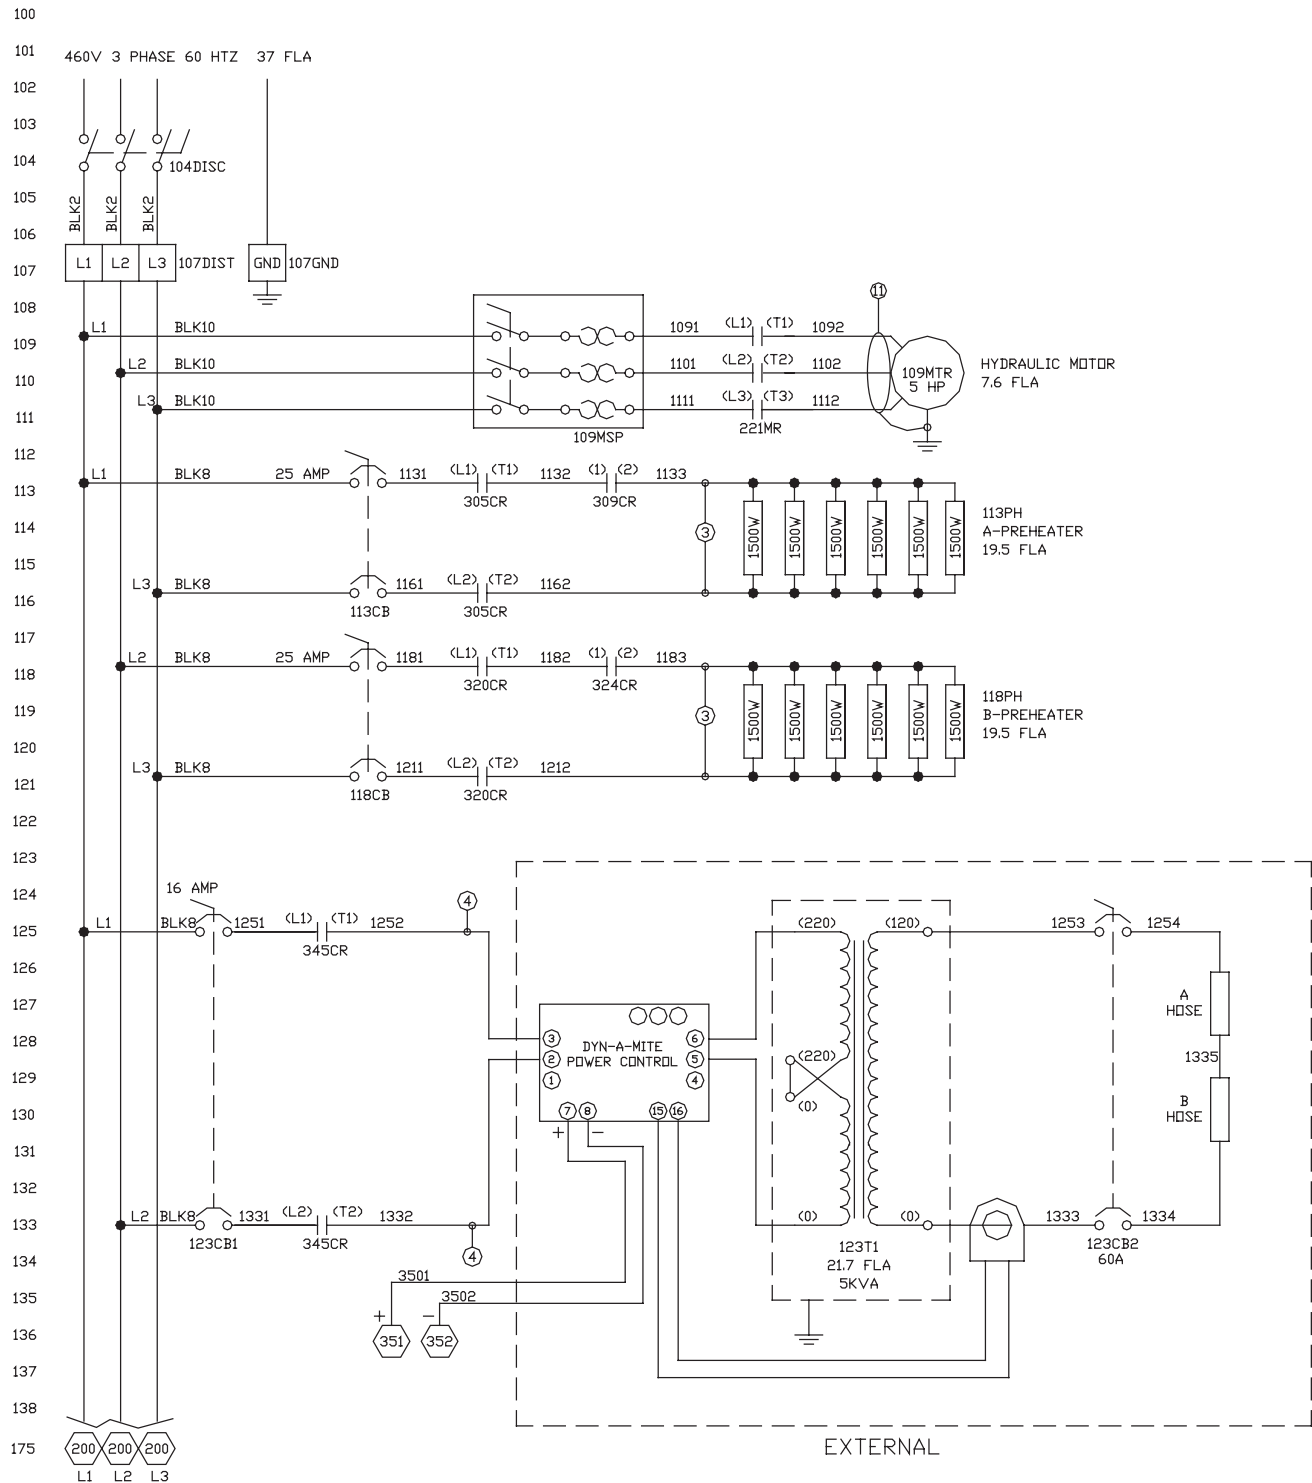 100
101
460V 3 PHASE 60 HTZ 37 FLA
102
103
104
104DISC
105
BLK2 BLK2 BLK2
106
L1 L2 L3 107DIST GND 107GND
107
108
11
L1 BLK10 1091 (L1) (T1) 1092
109
L2 BLK10 1101 (L2) (T2) 1102
109MTR
5 HP
HYDRAULIC MOTOR
7.6 FLA
110
L3 BLK10 1111 (L3) (T3) 1112
111
221MR
109MSP
112
L1 BLK8 25 AMP 1131 (L1) (T1) 1132 (1) (2) 1133
113
305CR 309CR
113PH
A-PREHEATER
19.5 FLA
114
3
1500W 1500W 1500W 1500W 1500W 1500W
115
L3 BLK8 1161 (L2) (T2) 1162
116
113CB 305CR
117
L2 BLK8 25 AMP 1181 (L1) (T1) 1182 (1) (2) 1183
118
320CR 324CR
118PH
B-PREHEATER
19.5 FLA
119
3
1500W 1500W 1500W 1500W 1500W 1500W
120
L3 BLK8 1211 (L2) (T2) 1212
121
118CB 320CR
122
123
16 AMP
124
4
L1 BLK8 1251 (L1) (T1) 1252 (220) (120) 1253 1254
125
345CR
126
127
A
HOSE
128
3 6
DYN-A-MITE
POWER CONTROL
2 5
(220)
1335
129
1 4
130
(0)
B
HOSE
7 8 15 16
+ −
131
132
L2 BLK8 1331 (L2) (T2) 1332 (0) (0) 1333 1334
133
123CB1 345CR
123T1
21.7 FLA
5KVA
123CB2
60A
134
4
3501
135
3502
+ −
136
351 352
137
138
175
200 200 200
L1 L2 L3
EXTERNAL